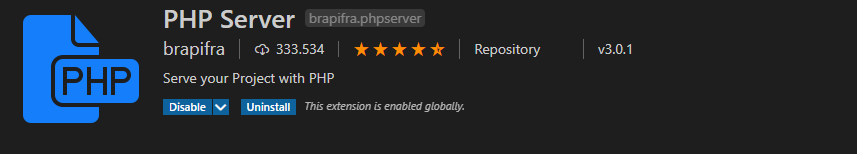 PHP Server brapifra.phpserver
brapifra 333.534 Repository v3.0.1
Serve your Project with PHP
Disable Uninstall This extension is enabled globally.
PHP